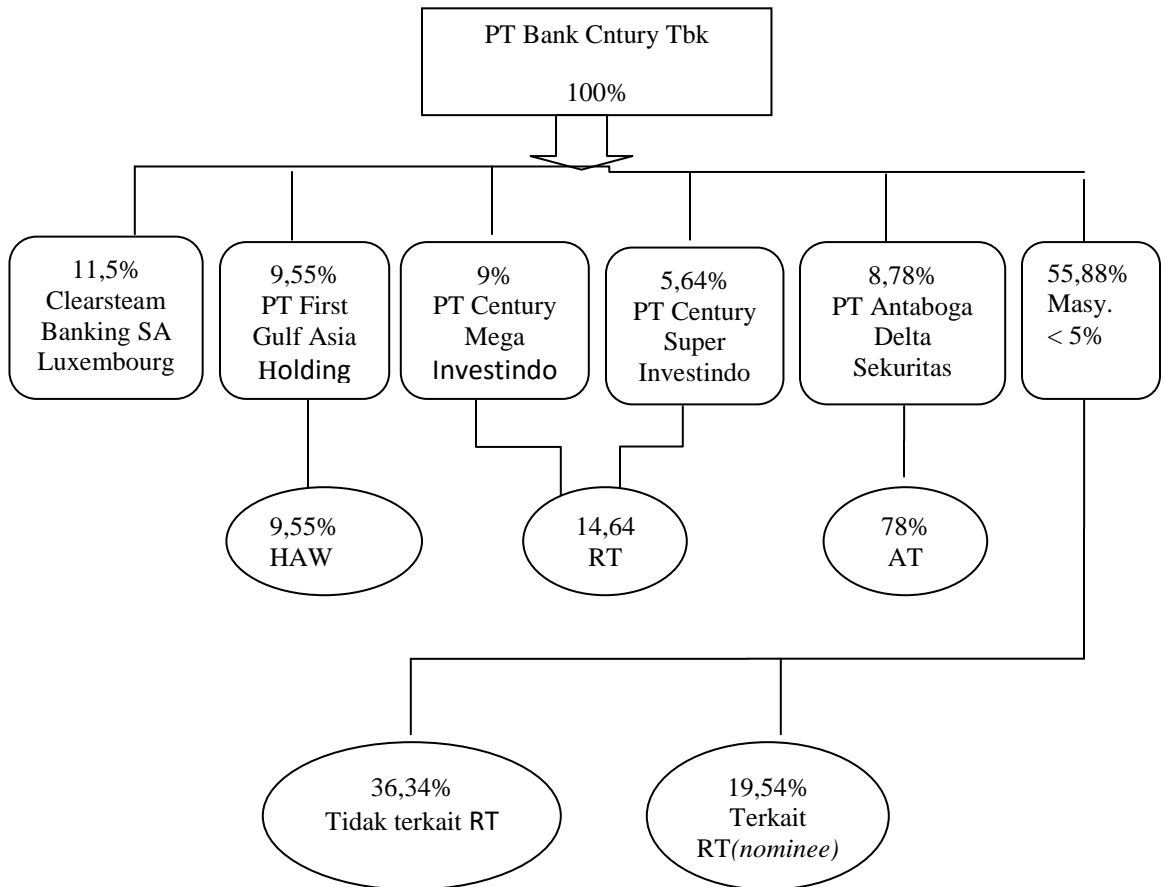 PT Bank Cntury Tbk
100%
11,5%
Clearsteam
Banking SA
Luxembourg
9,55%
PT First
Gulf Asia
Holding
9%
PT Century
Mega
Investindo
5,64%
PT Century
Super
Investindo
8,78%
PT Antaboga
Delta
Sekuritas
55,88%
Masy.
< 5%
9,55%
HAW
14,64
RT
78%
AT
36,34%
Tidak terkait RT
19,54%
Terkait
RT(nominee)